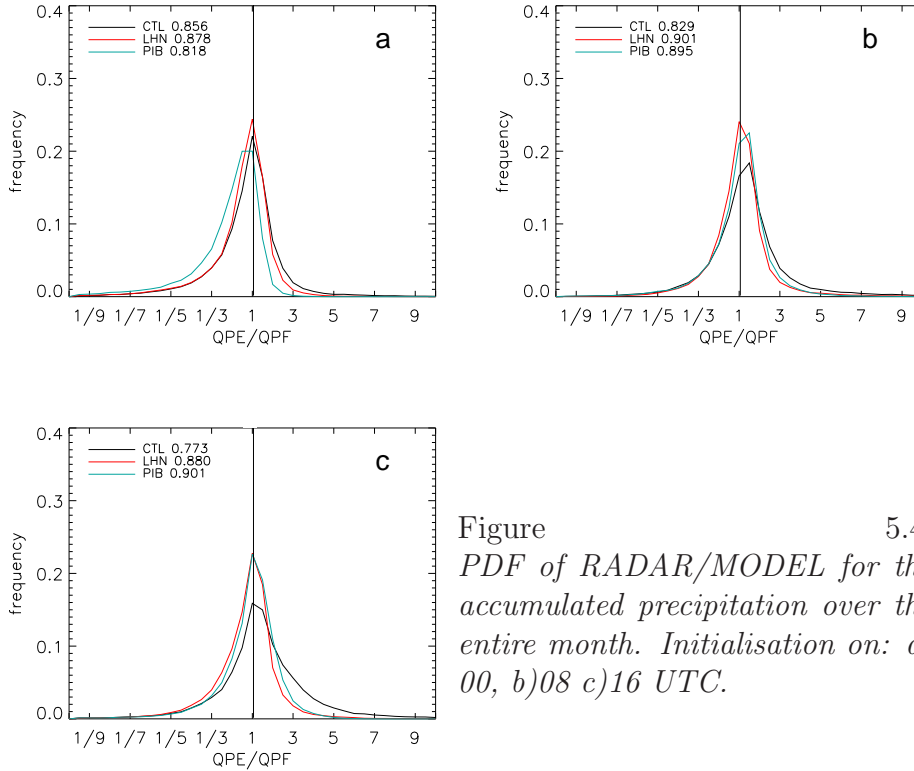 a
CTL 0.856
LHN 0.878
PIB 0.818
0.4
0.3
0.2
0.1
0.0
frequency
1/9 1/7 1/5 1/3 1 3 5 7 9
QPE/QPF
b
CTL 0.829
LHN 0.901
PIB 0.895
0.4
0.3
0.2
0.1
0.0
frequency
1/9 1/7 1/5 1/3 1 3 5 7 9
QPE/QPF
c
CTL 0.773
LHN 0.880
PIB 0.901
0.4
0.3
0.2
0.1
0.0
frequency
1/9 1/7 1/5 1/3 1 3 5 7 9
QPE/QPF
Figure 5.4
PDF of RADAR/MODEL for th
accumulated precipitation over th
entire month. Initialisation on: a
00, b)08 c)16 UTC.